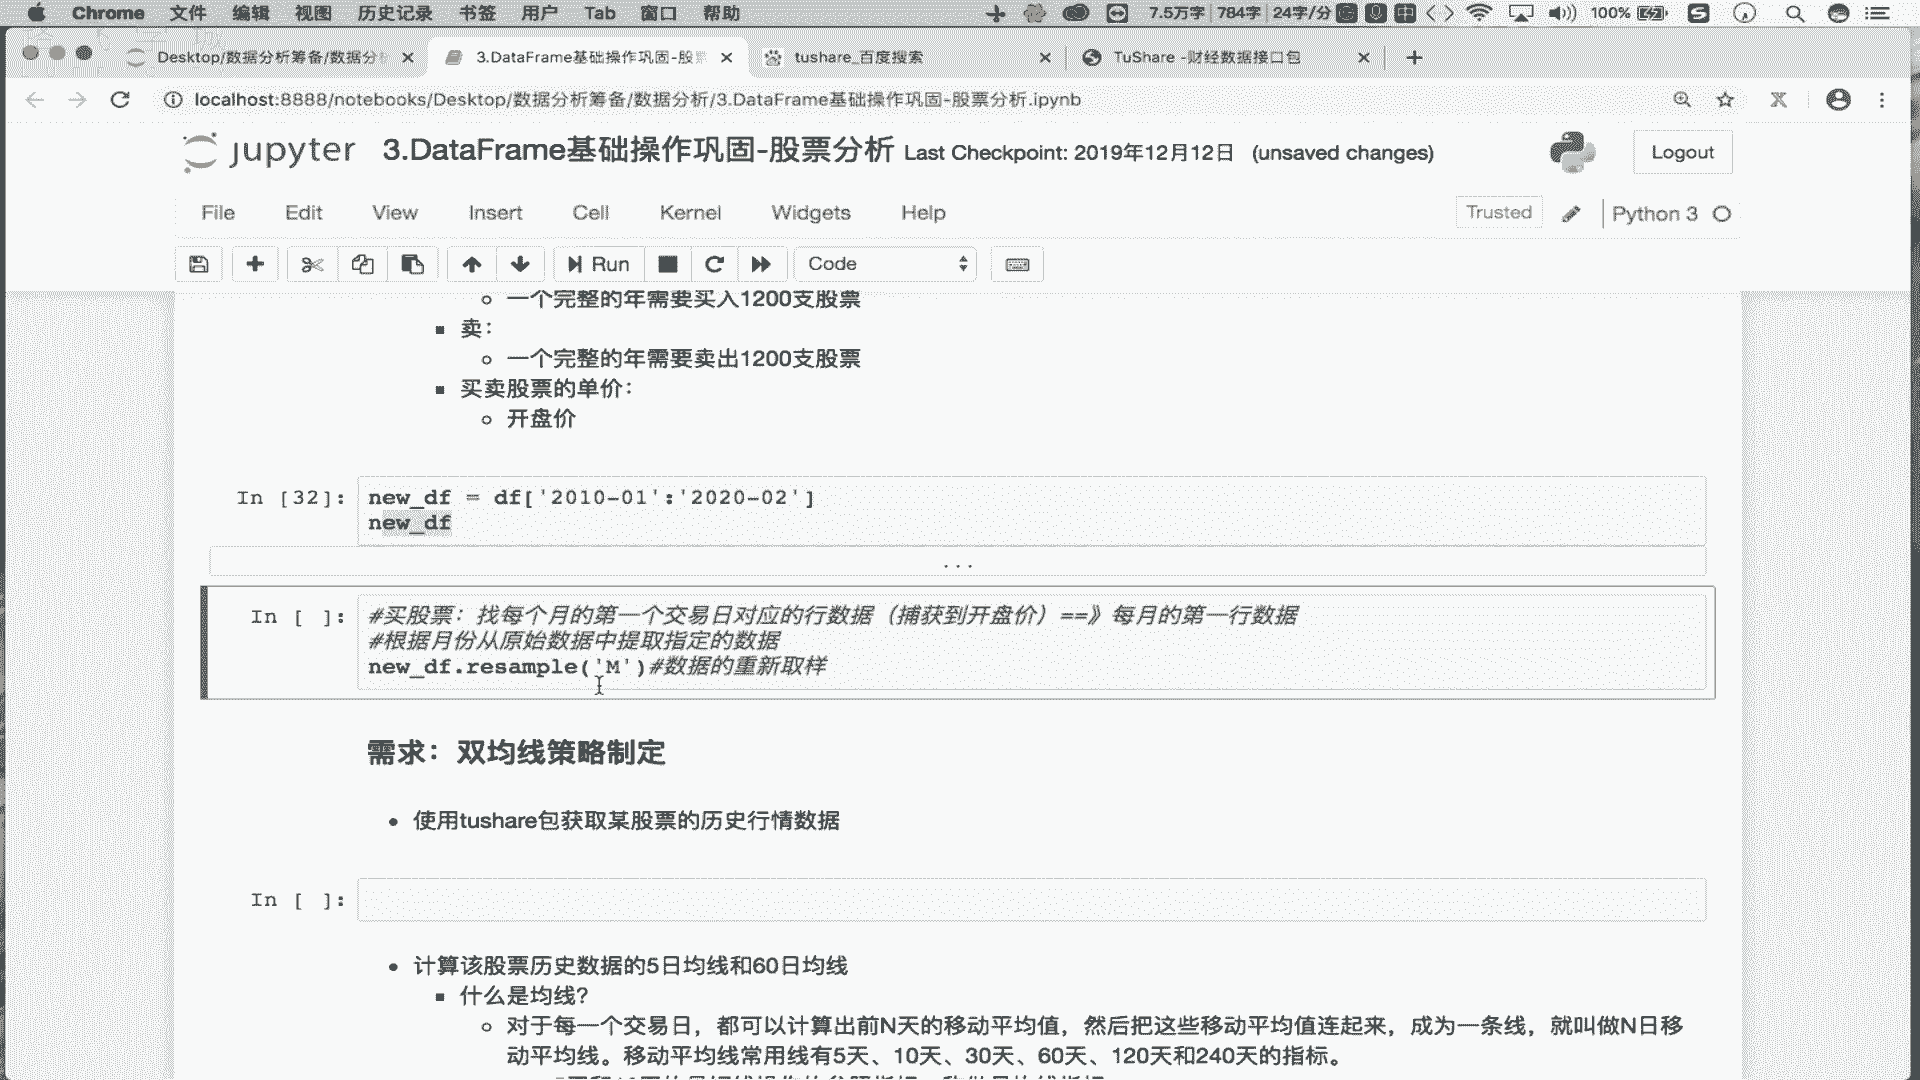 Chrome 文件 编辑 视图 历史记录 书签 用户 Tab 窗口 帮助 7.5万字 784字 24字/分 中 100%
Desktop/数据分析筹备/数据分 3.DataFrame基础操作巩固-股 tushare_百度搜索 TuShare -财经数据接口包
localhost:8888/notebooks/Desktop/数据分析筹备/数据分析/3.DataFrame基础操作巩固-股票分析.ipynb
jupyter 3.DataFrame基础操作巩固-股票分析 Last Checkpoint: 2019年12月12日 (unsaved changes) Logout
File Edit View Insert Cell Kernel Widgets Help Trusted Python 3
Run Code
一个完整的年需要买入1200支股票
卖：
一个完整的年需要卖出1200支股票
买卖股票的单价：
开盘价
In [32]: new_df = df['2010-01':'2020-02']
new_df
...
In [ ]: #买股票：找每个月的第一个交易日对应的行数据（捕获到开盘价）==》每月的第一行数据
#根据月份从原始数据中提取指定的数据
new_df.resample('M')#数据的重新取样
需求：双均线策略制定
使用tushare包获取某股票的历史行情数据
In [ ]:
计算该股票历史数据的5日均线和60日均线
什么是均线？
对于每一个交易日，都可以计算出前N天的移动平均值，然后把这些移动平均值连起来，成为一条线，就叫做N日移
动平均线。移动平均线常用线有5天、10天、30天、60天、120天和240天的指标。